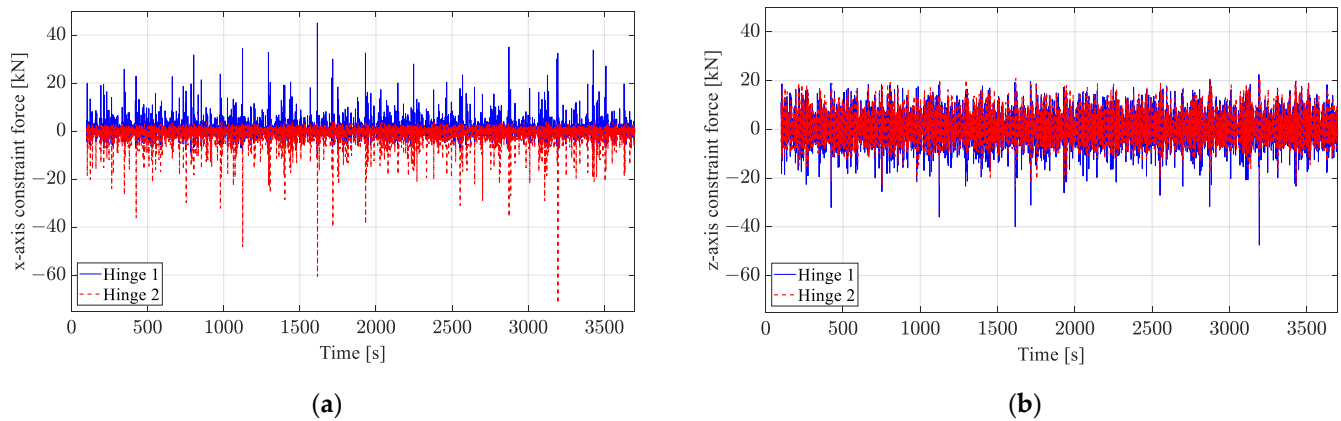 x-axis constraint force [kN]
40
20
0
−20
−40
−60
Hinge 1
Hinge 2
0 500 1000 1500 2000 2500 3000 3500
Time [s]
(a)
z-axis constraint force [kN]
40
20
0
−20
−40
−60
Hinge 1
Hinge 2
0 500 1000 1500 2000 2500 3000 3500
Time [s]
(b)